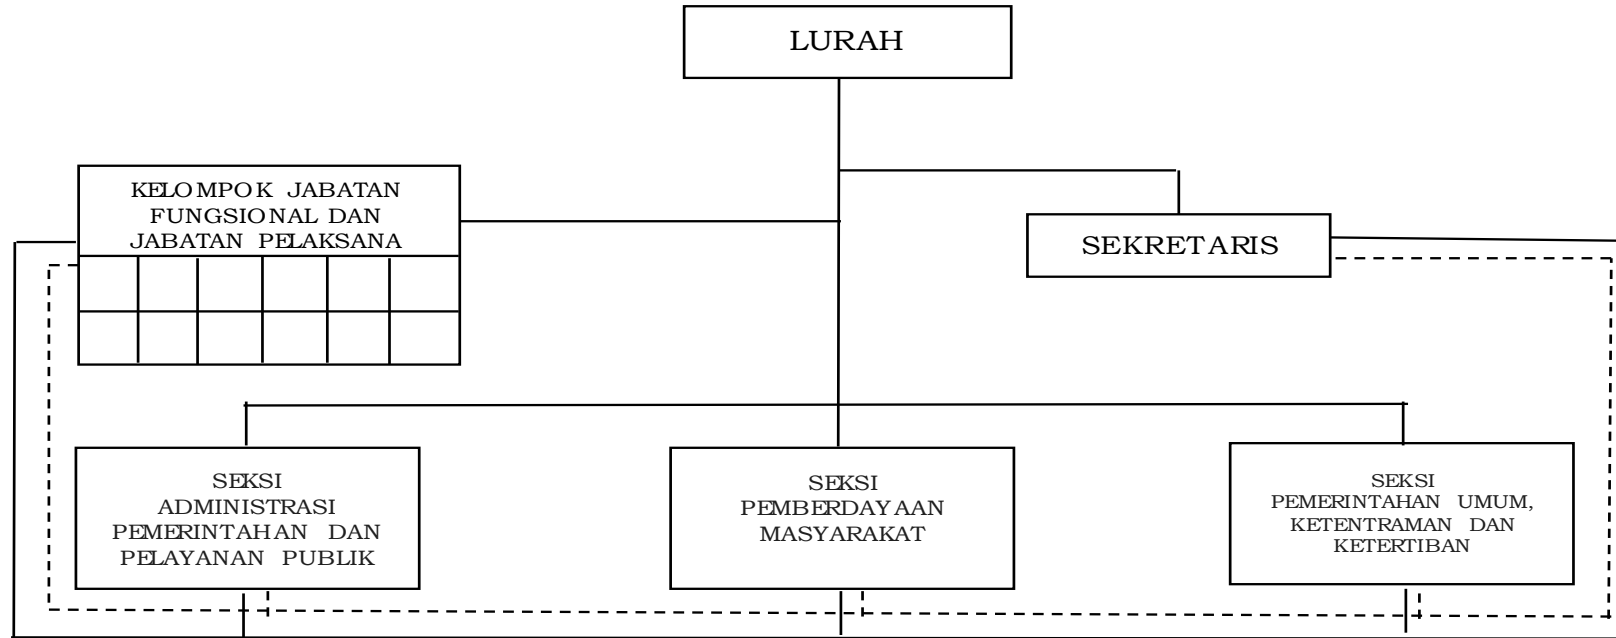 LURAH
KELOMPOK JABATAN
FUNGSIONAL DAN
JABATAN PELAKSANA
SEKRETARIS
SEKSI
ADMINISTRASI
PEMERINTAHAN DAN
PELAYANAN PUBLIK
SEKSI
PEMBERDAYAAN
MASYARAKAT
SEKSI
PEMERINTAHAN UMUM,
KETENTRAMAN DAN
KETERTIBAN